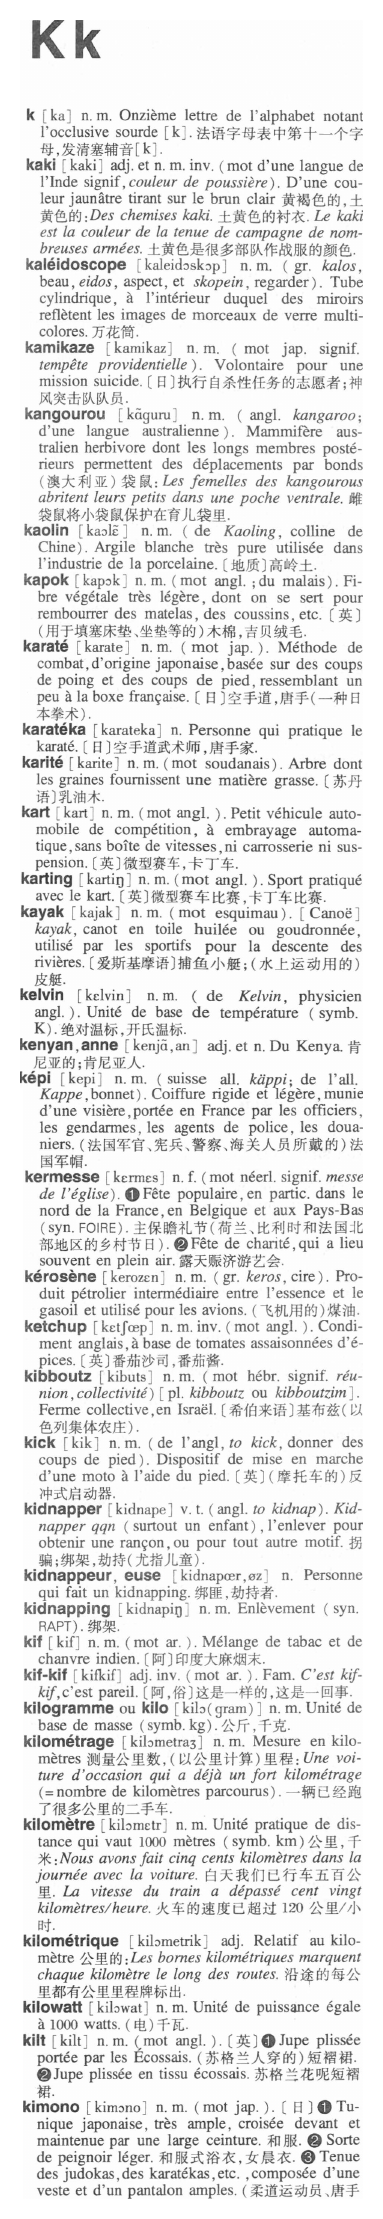 K k
k [ka] n. m. Onzième lettre de l'alphabet notant
l'occlusive sourde [k]. 法语字母表中第十一个字
母,发清塞辅音[k].
kaki [kaki] adj. et n. m. inv. (mot d'une langue de
l'Inde signif, couleur de poussière). D'une cou-
leur jaunâtre tirant sur le brun clair 黄褐色的,土
黄色的:Des chemises kaki. 土黄色的衬衣. Le kaki
est la couleur de la tenue de campagne de nom-
breuses armées. 土黄色是很多部队作战服的颜色.
kaléidoscope [kaleidɔskɔp] n. m. ( gr. kalos,
beau, eidos, aspect, et skopein, regarder). Tube
cylindrique, à l'intérieur duquel des miroirs
reflètent les images de morceaux de verre multi-
colores. 万花筒.
kamikaze [kamikaz] n. m. ( mot jap. signif.
tempête providentielle). Volontaire pour une
mission suicide. 〔日〕执行自杀性任务的志愿者;神
风突击队队员.
kangourou [kɑ̃guru] n. m. ( angl. kangaroo;
d'une langue australienne). Mammifère aus-
tralien herbivore dont les longs membres posté-
rieurs permettent des déplacements par bonds
(澳大利亚)袋鼠:Les femelles des kangourous
abritent leurs petits dans une poche ventrale. 雌
袋鼠将小袋鼠保护在育儿袋里.
kaolin [kaɔlɛ̃] n. m. ( de Kaoling, colline de
Chine). Argile blanche très pure utilisée dans
l'industrie de la porcelaine. 〔地质〕高岭土.
kapok [kapɔk] n. m. (mot angl. ; du malais). Fi-
bre végétale très légère, dont on se sert pour
rembourrer des matelas, des coussins, etc. 〔英〕
(用于填塞床垫、坐垫等的)木棉,吉贝绒毛.
karaté [karate] n. m. ( mot jap. ). Méthode de
combat,d'origine japonaise,basée sur des coups
de poing et des coups de pied,ressemblant un
peu à la boxe française. 〔日〕空手道,唐手(一种日
本拳术).
karatéka [karateka] n. Personne qui pratique le
karaté. 〔日〕空手道武术师,唐手家.
karité [karite] n. m. (mot soudanais). Arbre dont
les graines fournissent une matière grasse. 〔苏丹
语〕乳油木.
kart [kart] n. m. (mot angl. ). Petit véhicule auto-
mobile de compétition, à embrayage automa-
tique,sans boîte de vitesses,ni carrosserie ni sus-
pension. 〔英〕微型赛车,卡丁车.
karting [kartiŋ] n. m. (mot angl. ). Sport pratiqué
avec le kart. 〔英〕微型赛车比赛,卡丁车比赛.
kayak [kajak] n. m. (mot esquimau). [ Canoë]
kayak, canot en toile huilée ou goudronnée,
utilisé par les sportifs pour la descente des
rivières. 〔爱斯基摩语〕捕鱼小艇;(水上运动用的)
皮艇.
kelvin [kɛlvin] n. m. ( de Kelvin, physicien
angl. ). Unité de base de température (symb.
K). 绝对温标,开氏温标.
kenyan,anne [kenjɑ̃,an] adj. et n. Du Kenya. 肯
尼亚的;肯尼亚人.
képi [kepi] n. m. ( suisse all. käppi; de l'all.
Kappe,bonnet). Coiffure rigide et légère,munie
d'une visière,portée en France par les officiers,
les gendarmes, les agents de police, les doua-
niers. (法国军官、宪兵、警察、海关人员所戴的)法
国军帽.
kermesse [kɛrmɛs] n. f. (mot néerl. signif. messe
de l'église). ❶Fête populaire,en partic. dans le
nord de la France,en Belgique et aux Pays-Bas
(syn. FOIRE). 主保瞻礼节(荷兰、比利时和法国北
部地区的乡村节日). ❷Fête de charité,qui a lieu
souvent en plein air. 露天赈济游艺会.
kérosène [kerozɛn] n. m. (gr. keros, cire). Pro-
duit pétrolier intermédiaire entre l'essence et le
gasoil et utilisé pour les avions. (飞机用的)煤油.
ketchup [kɛtʃœp] n. m. inv. (mot angl. ). Condi-
ment anglais,à base de tomates assaisonnées d'é-
pices. 〔英〕番茄沙司,番茄酱.
kibboutz [kibuts] n. m. (mot hébr. signif. réu-
nion,collectivité) [pl. kibboutz ou kibboutzim].
Ferme collective,en Israël. 〔希伯来语〕基布兹(以
色列集体农庄).
kick [kik] n. m. ( de l'angl, to kick, donner des
coups de pied). Dispositif de mise en marche
d'une moto à l'aide du pied. 〔英〕(摩托车的)反
冲式启动器.
kidnapper [kidnape] v. t. (angl. to kidnap). Kid-
napper qqn (surtout un enfant),l'enlever pour
obtenir une rançon,ou pour tout autre motif. 拐
骗;绑架,劫持(尤指儿童).
kidnappeur, euse [kidnapœr,øz] n. Personne
qui fait un kidnapping. 绑匪,劫持者.
kidnapping [kidnapiŋ] n. m. Enlèvement ( syn.
RAPT). 绑架.
kif [kif] n. m. (mot ar. ). Mélange de tabac et de
chanvre indien. 〔阿〕印度大麻烟末.
kif-kif [kifkif] adj. inv. (mot ar. ). Fam. C'est kif-
kif,c'est pareil. 〔阿,俗〕这是一样的,这是一回事.
kilogramme ou kilo [kilɔ(gram)] n. m. Unité de
base de masse (symb. kg). 公斤,千克.
kilométrage [kilɔmetraʒ] n. m. Mesure en kilo-
mètres 测量公里数,(以公里计算)里程:Une voi-
ture d'occasion qui a déjà un fort kilométrage
(= nombre de kilomètres parcourus). 一辆已经跑
了很多公里的二手车.
kilomètre [kilɔmɛtr] n. m. Unité pratique de dis-
tance qui vaut 1000 mètres (symb. km)公里,千
米:Nous avons fait cinq cents kilomètres dans la
journée avec la voiture. 白天我们已行车五百公
里. La vitesse du train a dépassé cent vingt
kilomètres/heure. 火车的速度已超过 120 公里/小
时.
kilométrique [kilɔmetrik] adj. Relatif au kilo-
mètre 公里的:Les bornes kilométriques marquent
chaque kilomètre le long des routes. 沿途的每公
里都有公里里程牌标出.
kilowatt [kilɔwat] n. m. Unité de puissance égale
à 1000 watts. (电)千瓦.
kilt [kilt] n. m. (mot angl. ). 〔英〕❶Jupe plissée
portée par les Écossais. (苏格兰人穿的)短褶裙.
❷Jupe plissée en tissu écossais. 苏格兰花呢短褶
裙.
kimono [kimɔno] n. m. (mot jap. ). 〔日〕❶Tu-
nique japonaise, très ample, croisée devant et
maintenue par une large ceinture. 和服. ❷Sorte
de peignoir léger. 和服式浴衣,女晨衣. ❸Tenue
des judokas,des karatékas,etc. ,composée d'une
veste et d'un pantalon amples. (柔道运动员、唐手